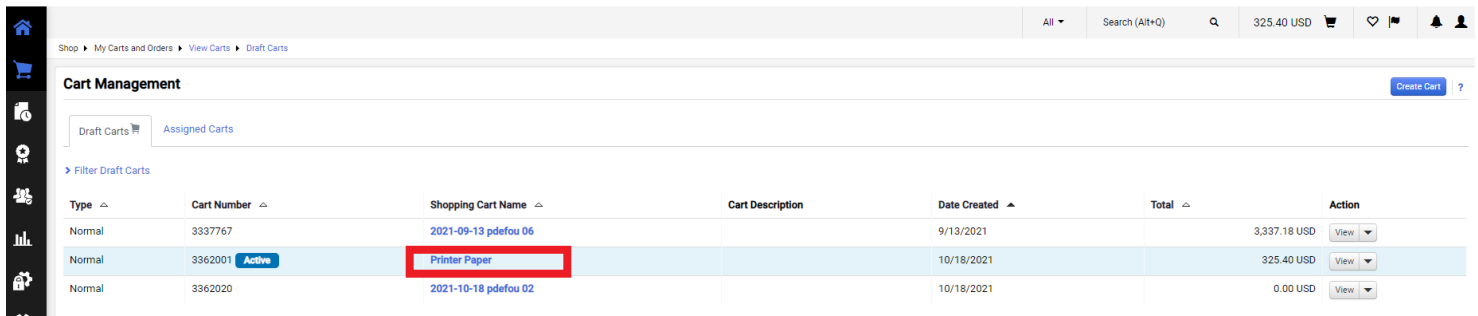 All Search (Alt+Q) 325.40 USD
Shop My Carts and Orders View Carts Draft Carts
Cart Management
Create Cart ?
Draft Carts Assigned Carts
Filter Draft Carts
Type Cart Number Shopping Cart Name Cart Description Date Created Total Action
Normal 3337767 2021-09-13 pdefou 06 9/13/2021 3,337.18 USD View
Normal 3362001 Active Printer Paper 10/18/2021 325.40 USD View
Normal 3362020 2021-10-18 pdefou 02 10/18/2021 0.00 USD View